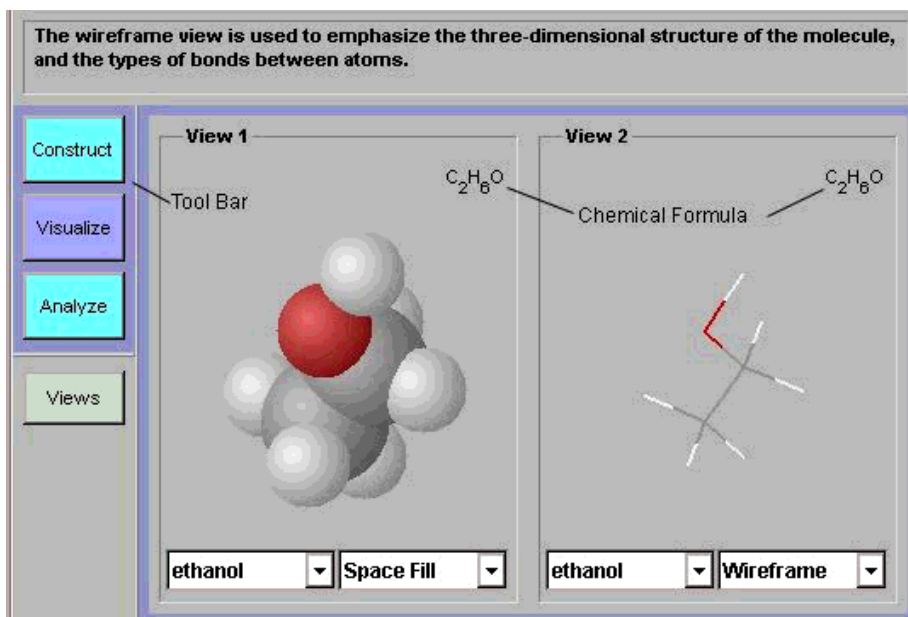 The wireframe view is used to emphasize the three-dimensional structure of the molecule,
and the types of bonds between atoms.
Construct
Visualize
Analyze
Views
Tool Bar
View 1
C₂H₆O
Chemical Formula
View 2
C₂H₆O
ethanol
Space Fill
ethanol
Wireframe